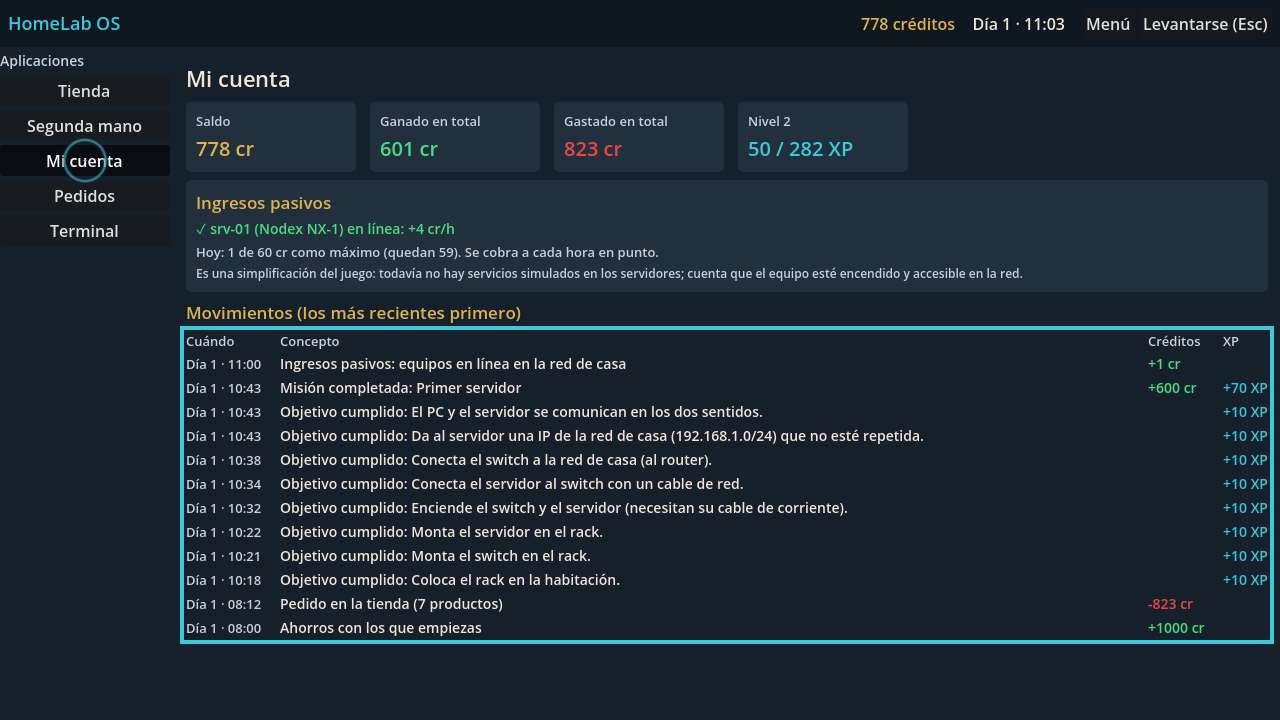 HomeLab OS
778 créditos Día 1 · 11:03 Menú Levantarse (Esc)
Aplicaciones
Tienda
Segunda mano
Mi cuenta
Pedidos
Terminal
Mi cuenta
Saldo
778 cr
Ganado en total
601 cr
Gastado en total
823 cr
Nivel 2
50 / 282 XP
Ingresos pasivos
✓ srv-01 (Nodex NX-1) en línea: +4 cr/h
Hoy: 1 de 60 cr como máximo (quedan 59). Se cobra a cada hora en punto.
Es una simplificación del juego: todavía no hay servicios simulados en los servidores; cuenta que el equipo esté encendido y accesible en la red.
Movimientos (los más recientes primero)
Cuándo Concepto Créditos XP
Día 1 · 11:00 Ingresos pasivos: equipos en línea en la red de casa +1 cr
Día 1 · 10:43 Misión completada: Primer servidor +600 cr +70 XP
Día 1 · 10:43 Objetivo cumplido: El PC y el servidor se comunican en los dos sentidos. +10 XP
Día 1 · 10:43 Objetivo cumplido: Da al servidor una IP de la red de casa (192.168.1.0/24) que no esté repetida. +10 XP
Día 1 · 10:38 Objetivo cumplido: Conecta el switch a la red de casa (al router). +10 XP
Día 1 · 10:34 Objetivo cumplido: Conecta el servidor al switch con un cable de red. +10 XP
Día 1 · 10:32 Objetivo cumplido: Enciende el switch y el servidor (necesitan su cable de corriente). +10 XP
Día 1 · 10:22 Objetivo cumplido: Monta el servidor en el rack. +10 XP
Día 1 · 10:21 Objetivo cumplido: Monta el switch en el rack. +10 XP
Día 1 · 10:18 Objetivo cumplido: Coloca el rack en la habitación. +10 XP
Día 1 · 08:12 Pedido en la tienda (7 productos) -823 cr
Día 1 · 08:00 Ahorros con los que empiezas +1000 cr